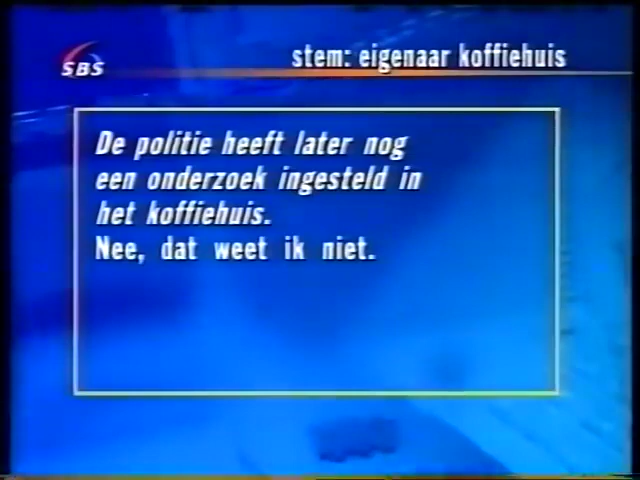 SBS
stem: eigenaar koffiehuis
De politie heeft later nog
een onderzoek ingesteld in
het koffiehuis.
Nee, dat weet ik niet.